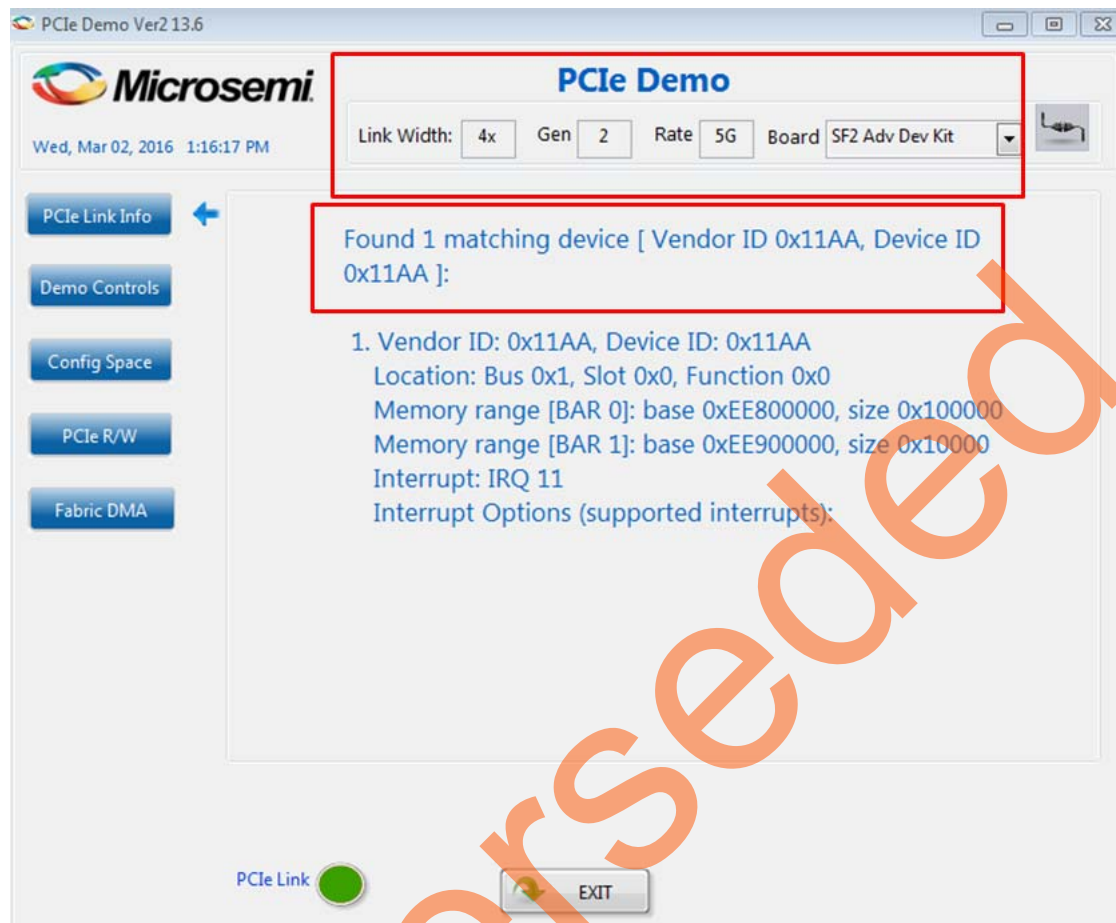 PCIe Demo Ver2 13.6
Microsemi.
PCIe Demo
Wed, Mar 02, 2016 1:16:17 PM
Link Width: 4x Gen 2 Rate 5G Board SF2 Adv Dev Kit
PCIe Link Info
Demo Controls
Config Space
PCIe R/W
Fabric DMA
Found 1 matching device [ Vendor ID 0x11AA, Device ID
0x11AA ]:
1. Vendor ID: 0x11AA, Device ID: 0x11AA
Location: Bus 0x1, Slot 0x0, Function 0x0
Memory range [BAR 0]: base 0xEE800000, size 0x100000
Memory range [BAR 1]: base 0xEE900000, size 0x10000
Interrupt: IRQ 11
Interrupt Options (supported interrupts):
PCIe Link
EXIT
erseded